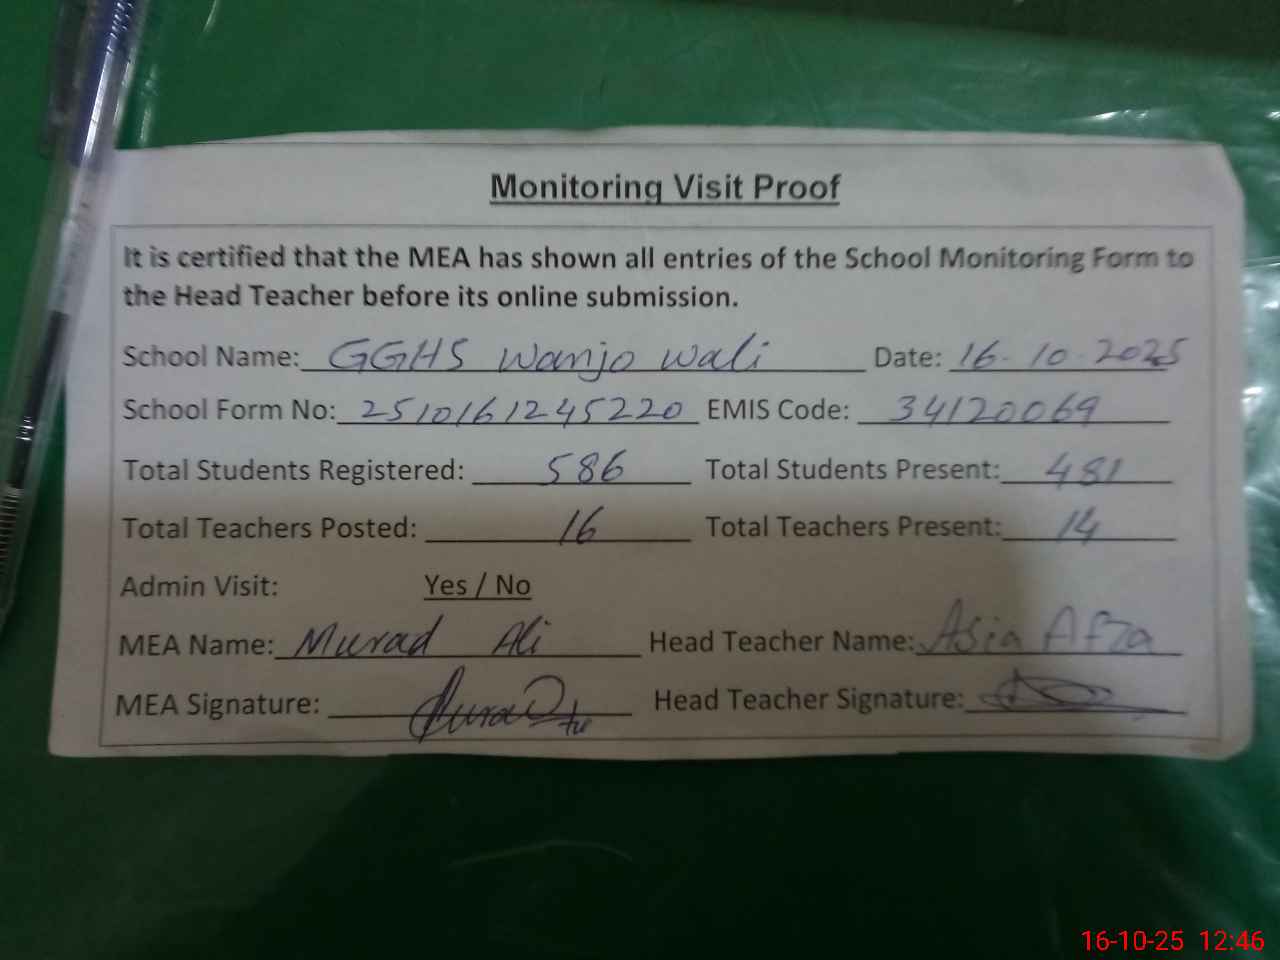 Monitoring Visit Proof
It is certified that the MEA has shown all entries of the School Monitoring Form to
the Head Teacher before its online submission.
School Name: GGHS Wanjo Wali Date: 16-10-2025
School Form No: 2510161245220 EMIS Code: 34120069
Total Students Registered: 586 Total Students Present: 481
Total Teachers Posted: 16 Total Teachers Present: 14
Admin Visit: Yes / No
MEA Name: Murad Ali Head Teacher Name: Asia Afza
MEA Signature: Head Teacher Signature:
16-10-25 12:46